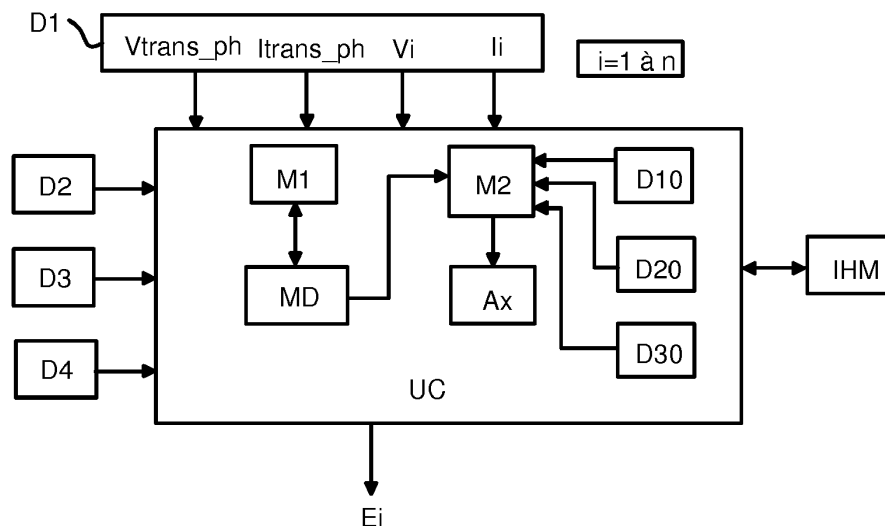 D1
Vtrans_ph Itrans_ph Vi Ii
i=1 à n
D2
D3
D4
M1
MD
M2
Ax
D10
D20
D30
UC
IHM
Ei